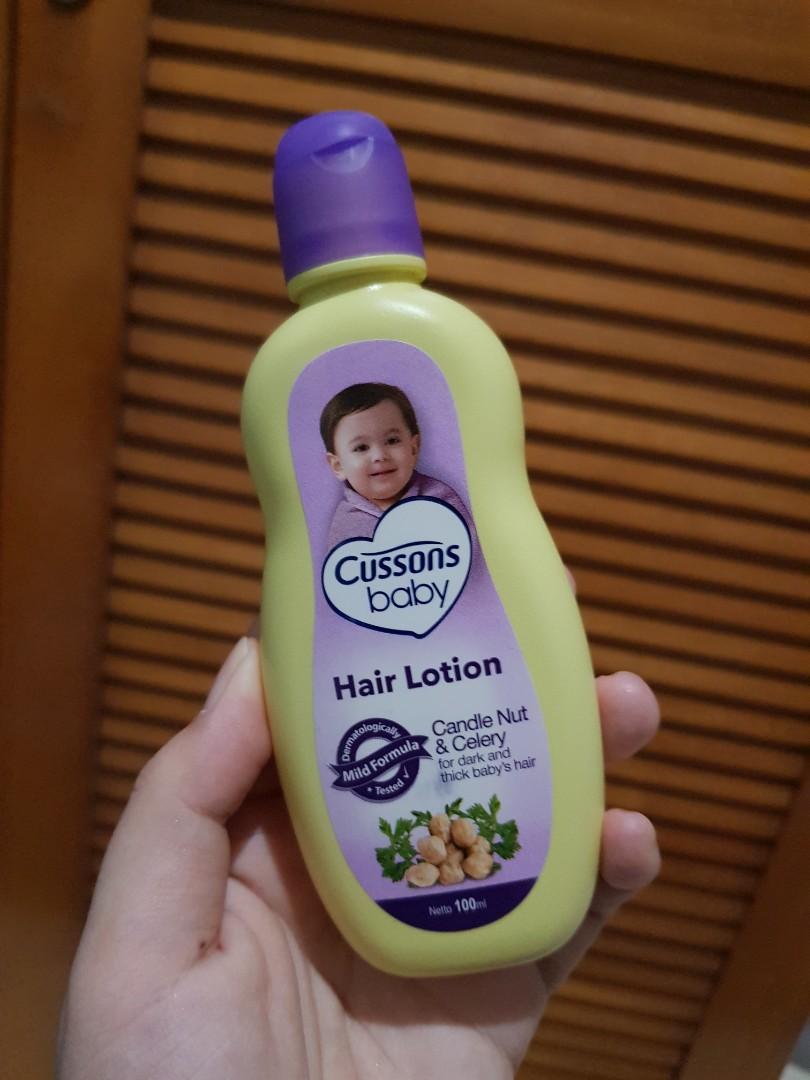 Cussons
baby
Hair Lotion
Dermatologically
Mild Formula
Tested
Candle Nut
& Celery
for dark and
thick baby's hair
Netto 100ml